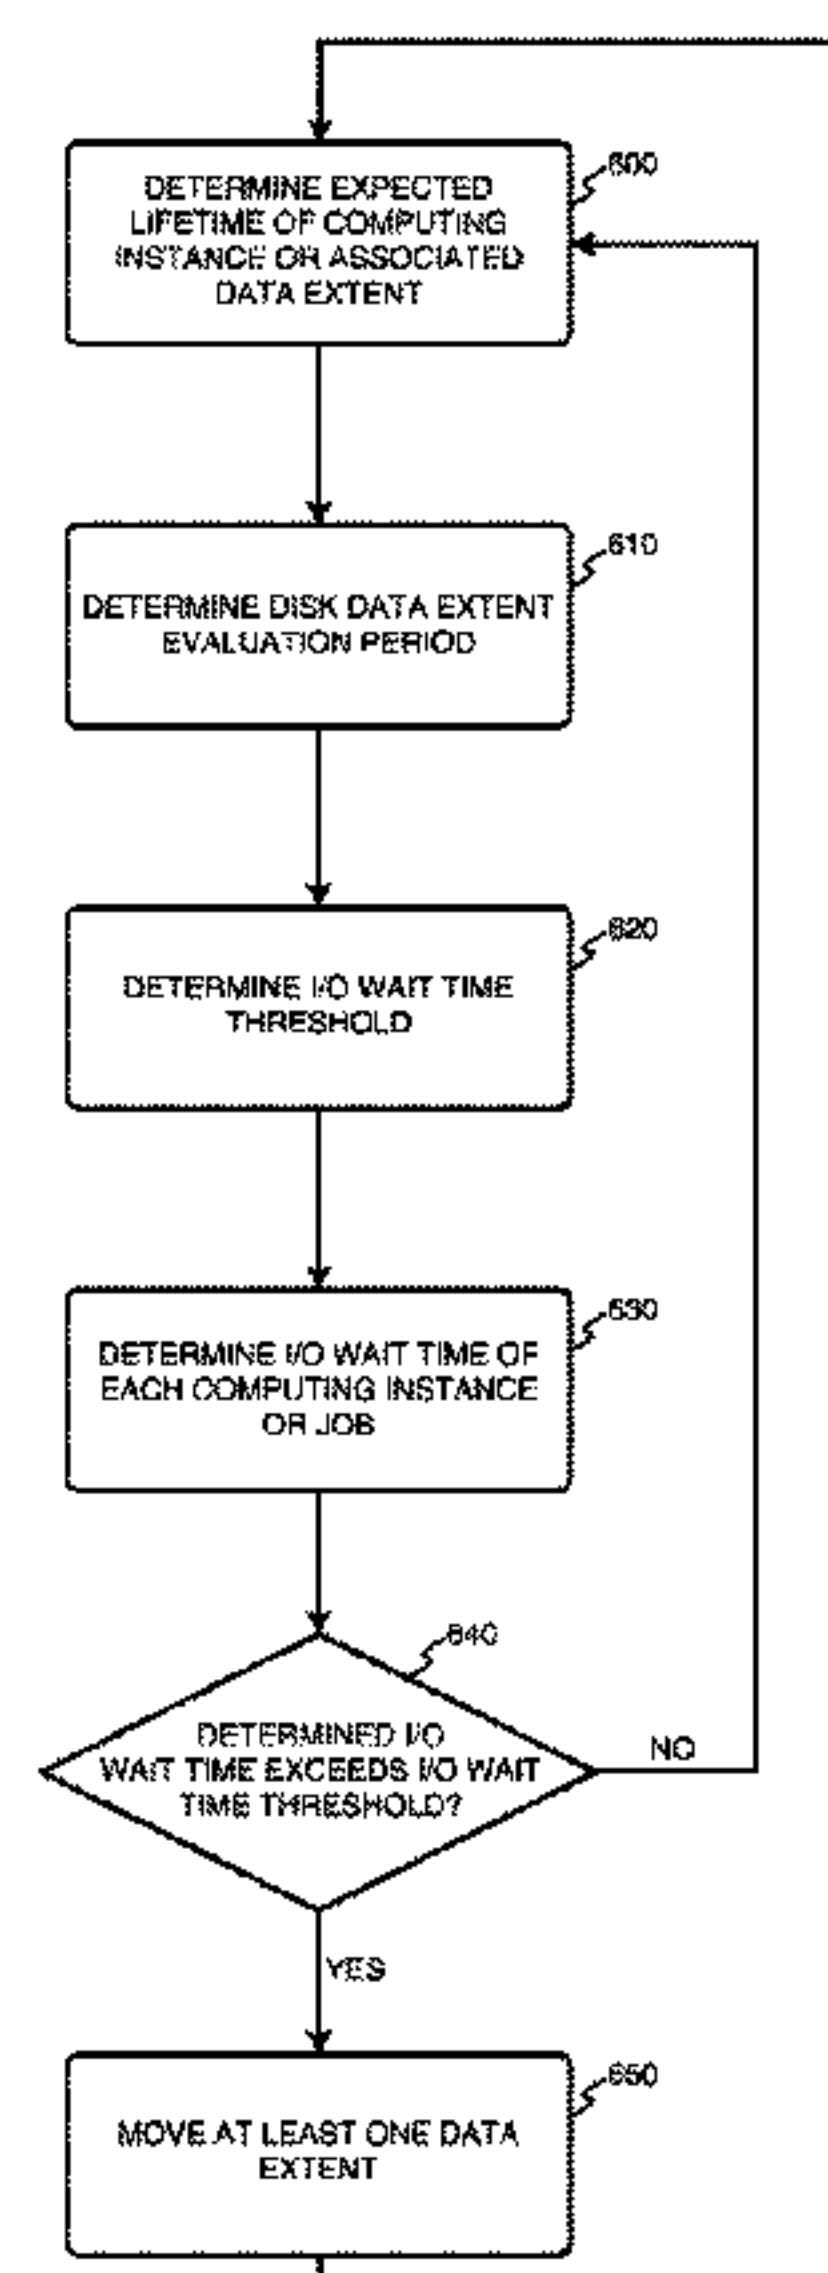 600
DETERMINE EXPECTED
LIFETIME OF COMPUTING
INSTANCE OR ASSOCIATED
DATA EXTENT
610
DETERMINE DISK DATA EXTENT
EVALUATION PERIOD
620
DETERMINE I/O WAIT TIME
THRESHOLD
630
DETERMINE I/O WAIT TIME OF
EACH COMPUTING INSTANCE
OR JOB
640
DETERMINED I/O
WAIT TIME EXCEEDS I/O WAIT
TIME THRESHOLD?
NO
YES
650
MOVE AT LEAST ONE DATA
EXTENT